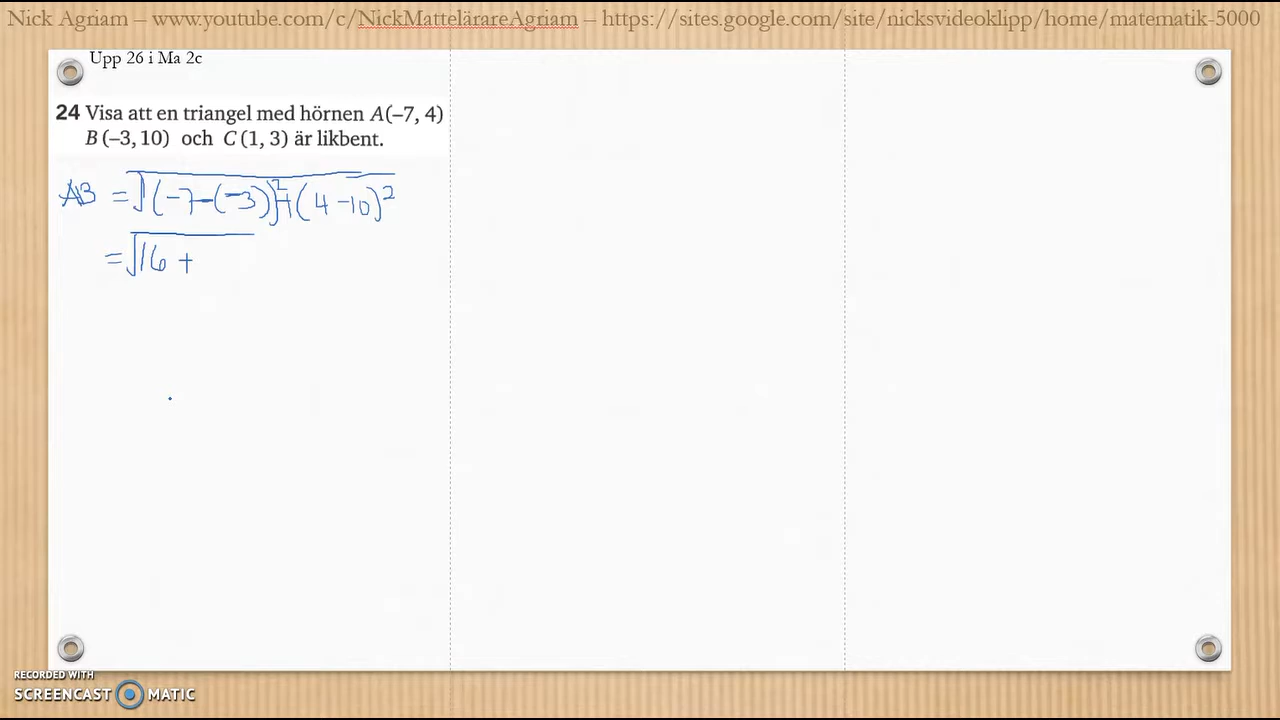 Nick Agriam – www.youtube.com/c/NickMattelärareAgriam – https://sites.google.com/site/nicksvideoklipp/home/matematik-5000
Upp 26 i Ma 2c
24 Visa att en triangel med hörnen A(–7, 4)
B (–3, 10) och C (1, 3) är likbent.
AB = √(-7-(-3))²+(4-10)²
= √16 +
RECORDED WITH
SCREENCAST MATIC